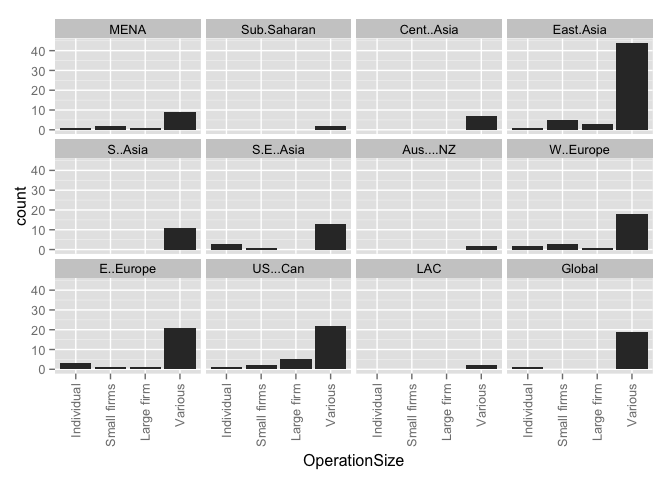 MENA Sub.Saharan Cent..Asia East.Asia
40
30
20
10
0
S..Asia S.E..Asia Aus....NZ W..Europe
40
30
20
10
0
count
E..Europe US...Can LAC Global
40
30
20
10
0
Individual Small firms Large firm Various Individual Small firms Large firm Various Individual Small firms Large firm Various Individual Small firms Large firm Various
OperationSize